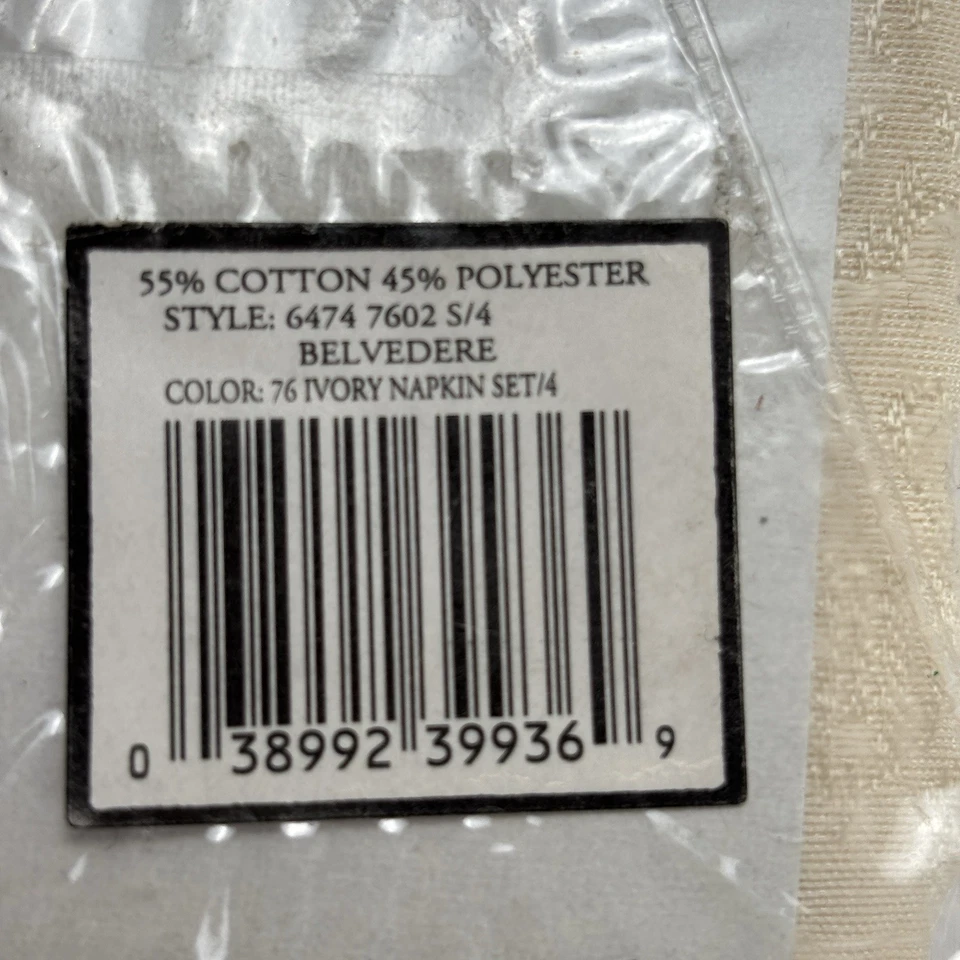 55% COTTON 45% POLYESTER
STYLE: 6474 7602 S/4
BELVEDERE
COLOR: 76 IVORY NAPKIN SET/4
0 38992 39936 9